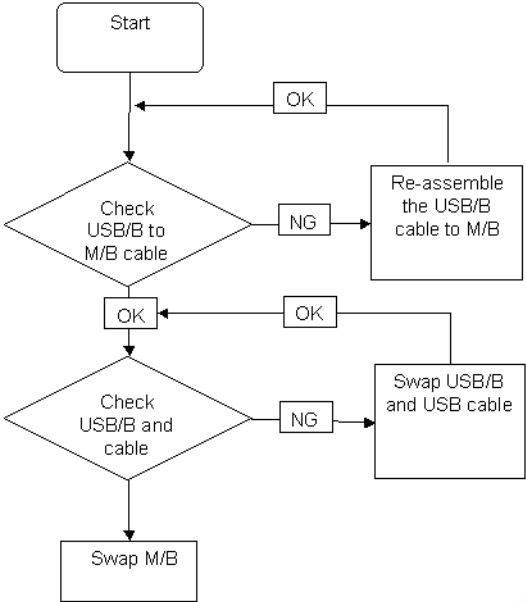 Start
OK
Check
USB/B to
M/B cable
NG
Re-assemble
the USB/B
cable to M/B
OK
OK
Check
USB/B and
cable
NG
Swap USB/B
and USB cable
Swap M/B